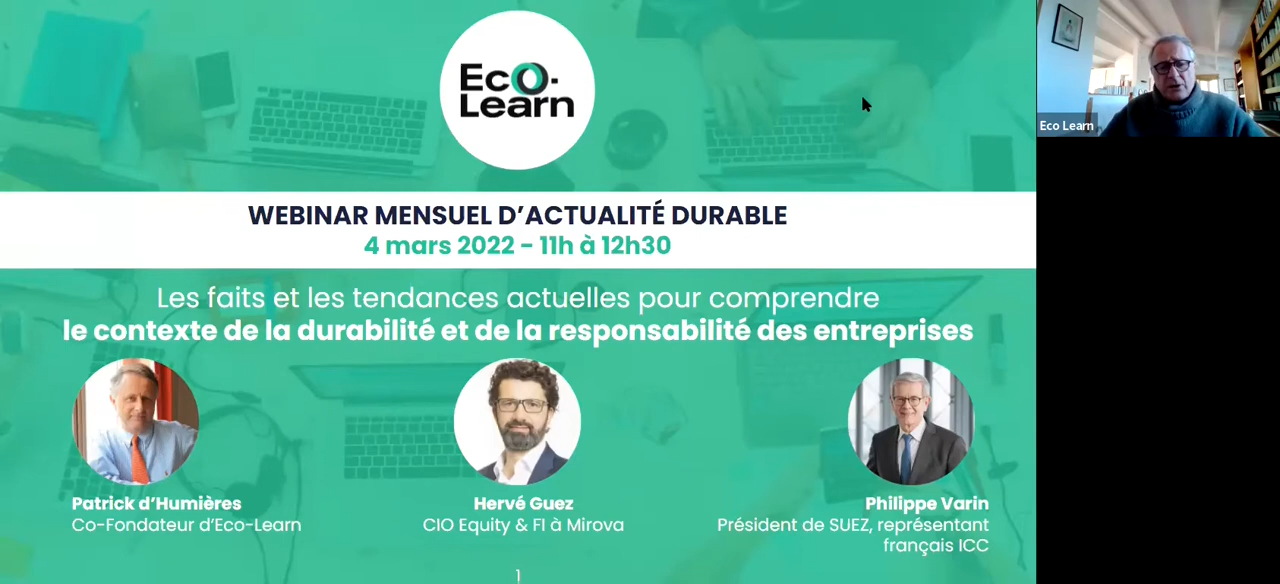 Eco-
Learn
Eco Learn
WEBINAR MENSUEL D’ACTUALITÉ DURABLE
4 mars 2022 - 11h à 12h30
Les faits et les tendances actuelles pour comprendre
le contexte de la durabilité et de la responsabilité des entreprises
Patrick d’Humières
Co-Fondateur d’Eco-Learn
Hervé Guez
CIO Equity & FI à Mirova
Philippe Varin
Président de SUEZ, représentant
français ICC
1